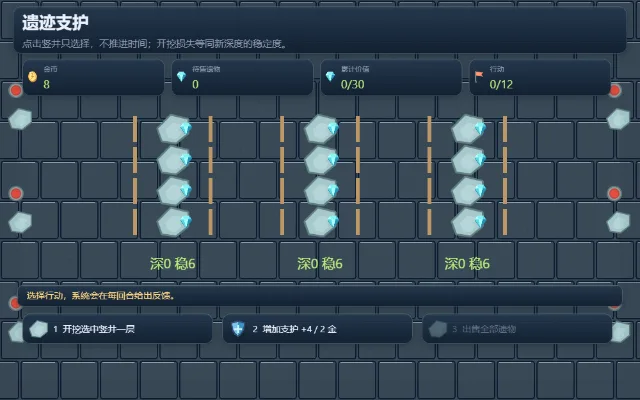 遗迹支护
点击竖井只选择，不推进时间；开挖损失等同新深度的稳定度。
金币
8
待售遗物
0
累计价值
0/30
行动
0/12
深0 稳6
深0 稳6
深0 稳6
选择行动，系统会在每回合给出反馈。
1 开挖选中竖井一层
2 增加支护 +4 / 2 金
3 出售全部遗物